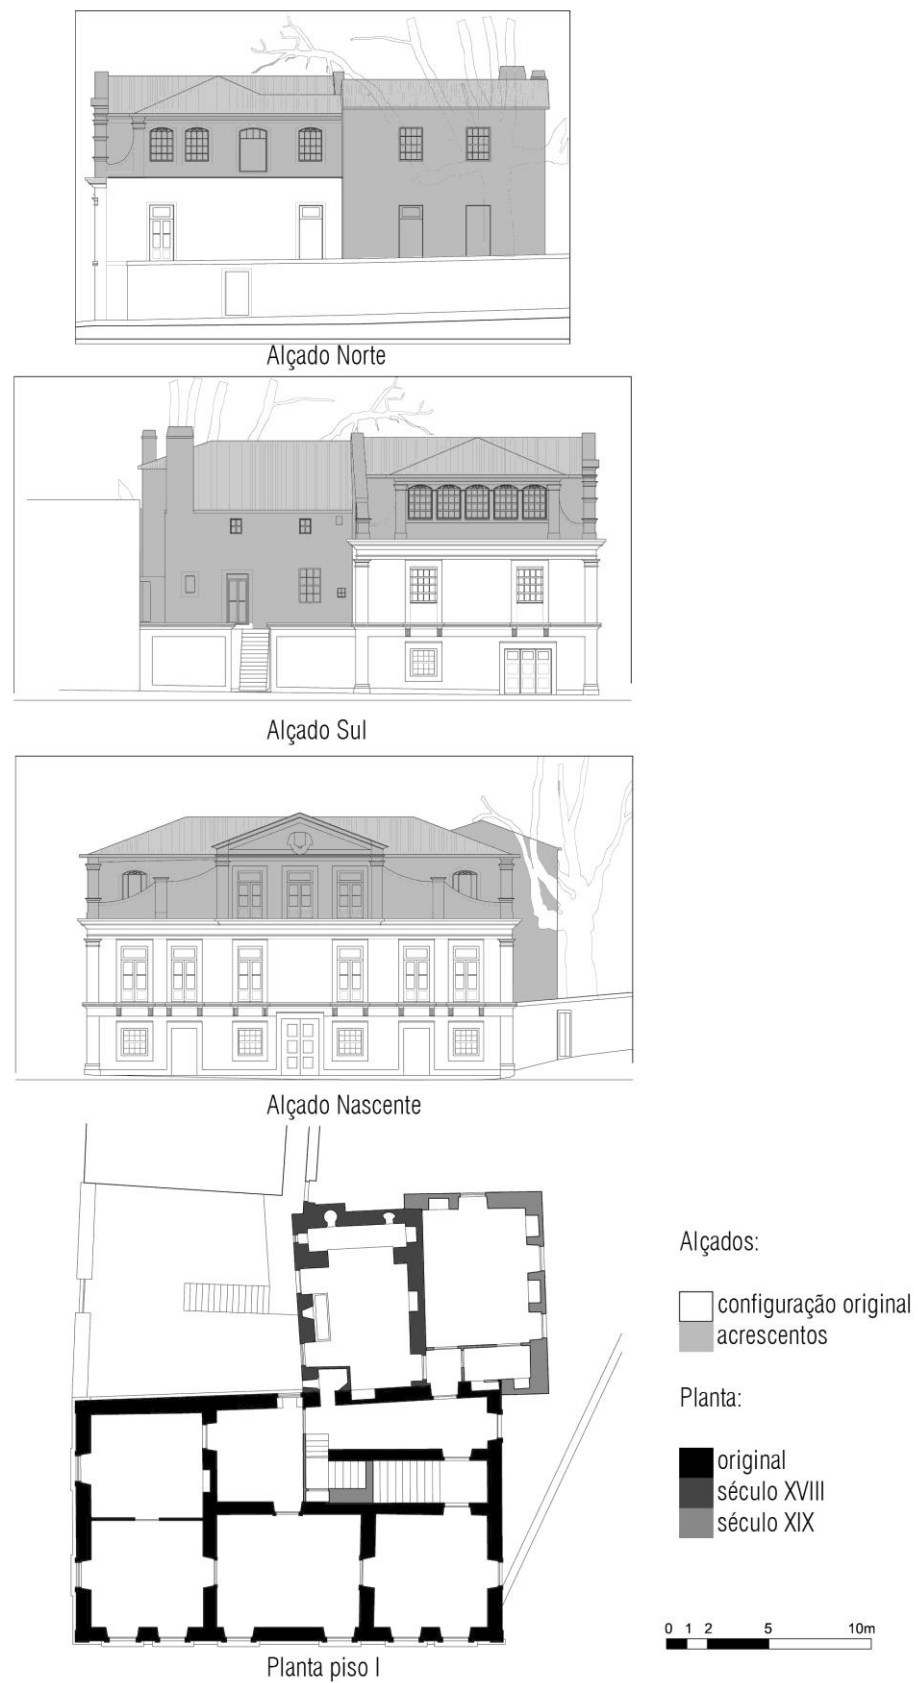 Alçado Norte
Alçado Sul
Alçado Nascente
Alçados:
configuração original
acrescentos
Planta:
original
século XVIII
século XIX
0 1 2 5 10m
Planta piso I